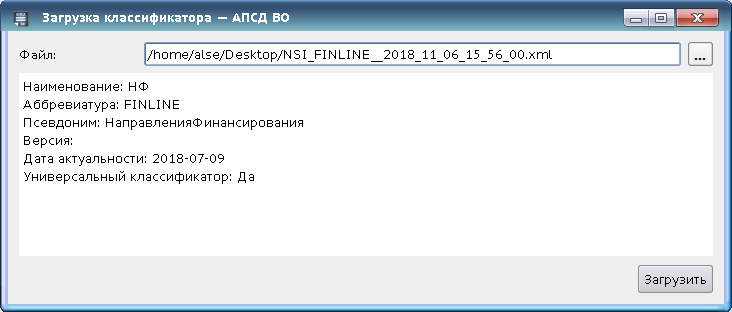 Загрузка классификатора — АПСД ВО
Файл: /home/alse/Desktop/NSI_FINLINE__2018_11_06_15_56_00.xml ...
Наименование: НФ
Аббревиатура: FINLINE
Псевдоним: НаправленияФинансирования
Версия:
Дата актуальности: 2018-07-09
Универсальный классификатор: Да
Загрузить